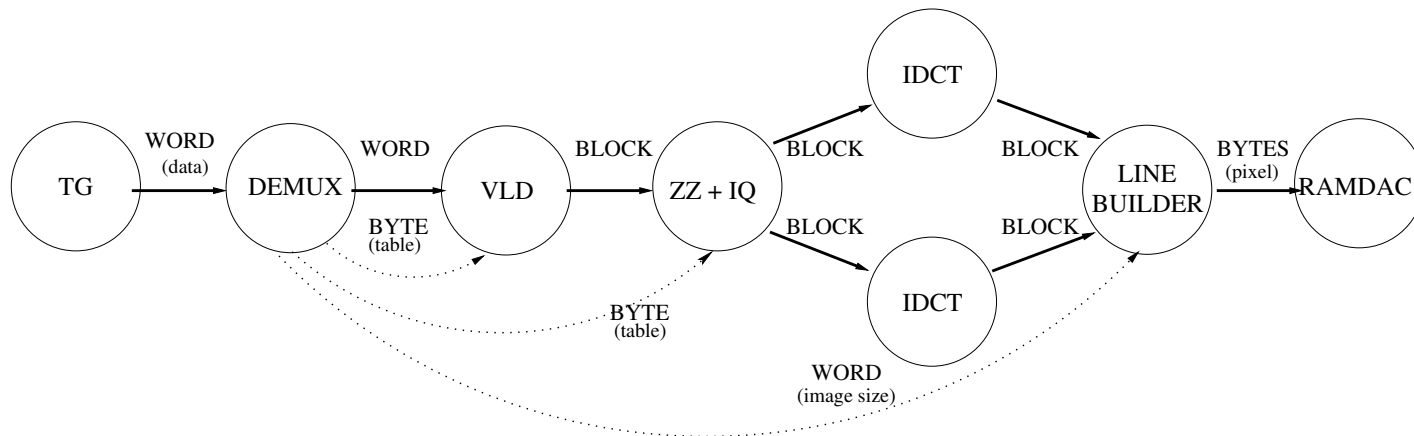 TG
WORD
(data)
DEMUX
WORD
BYTE
(table)
VLD
BLOCK
ZZ + IQ
BYTE
(table)
BLOCK
IDCT
BLOCK
BLOCK
IDCT
BLOCK
WORD
(image size)
LINE
BUILDER
BYTES
(pixel)
RAMDAC